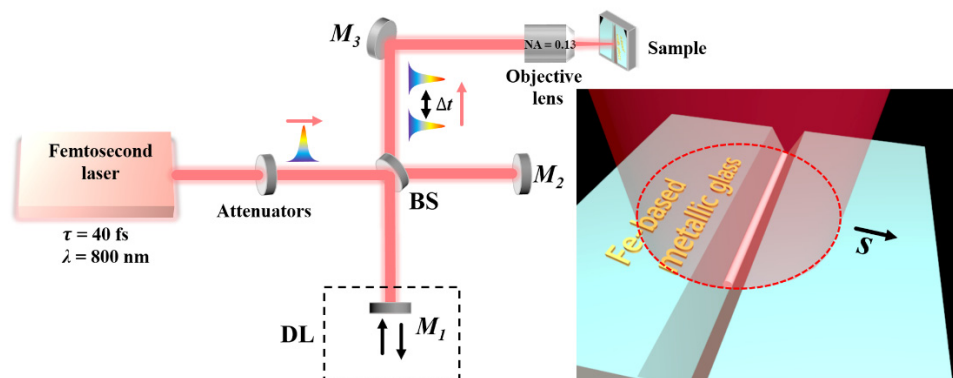 Femtosecond
laser
τ = 40 fs
λ = 800 nm
Attenuators
M3
Δt
BS
M2
DL
M1
NA = 0.13
Objective
lens
Sample
Fe-based
metallic glass
S